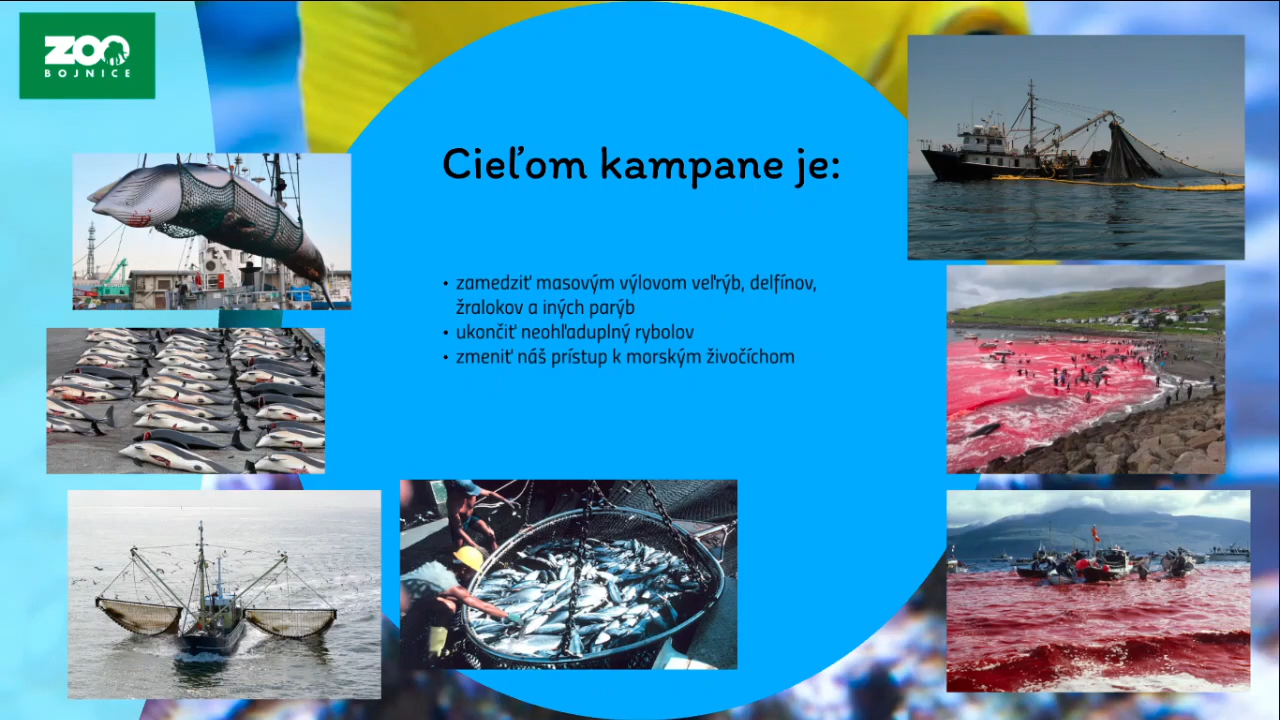 ZOO
BOJNICE
Cieľom kampane je:
• zamedziť masovým výlovom veľrýb, delfínov,
žralokov a iných parýb
• ukončiť neohľaduplný rybolov
• zmeniť náš prístup k morským živočíchom